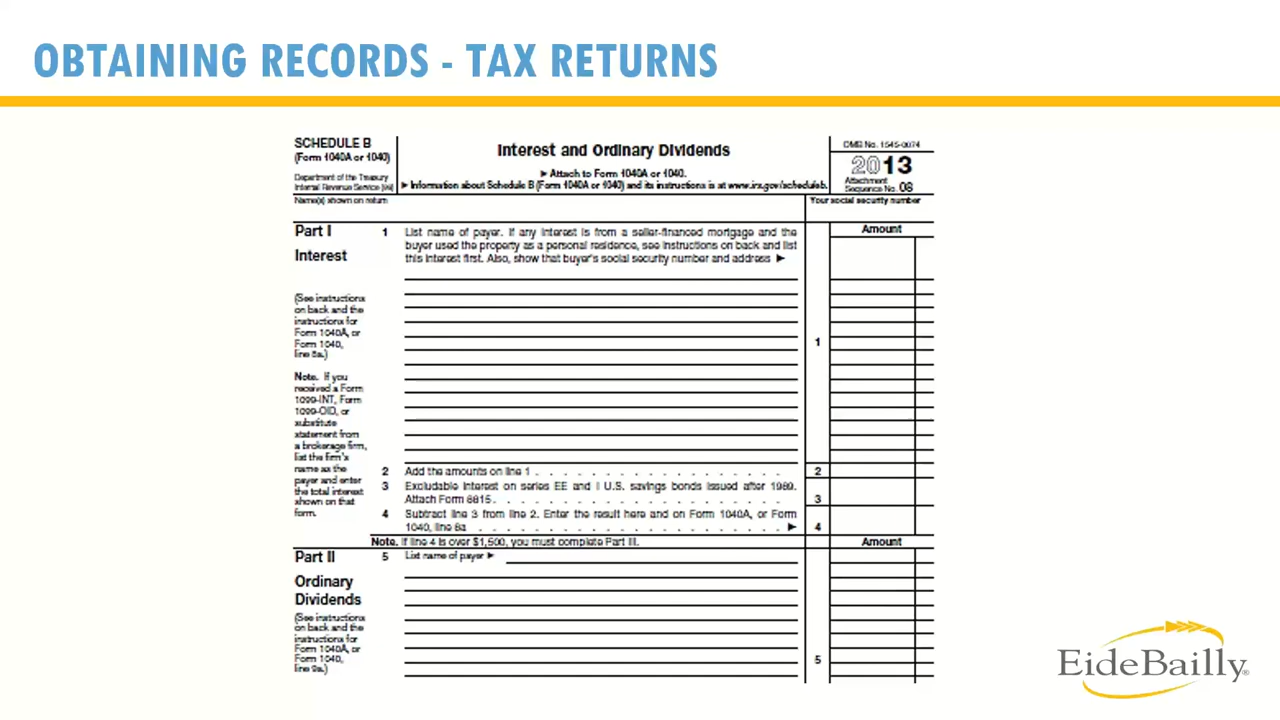 OBTAINING RECORDS - TAX RETURNS
SCHEDULE B
(Form 1040A or 1040)
Department of the Treasury
Internal Revenue Service (99)
Interest and Ordinary Dividends
►Attach to Form 1040A or 1040.
►Information about Schedule B (Form 1040A or 1040) and its instructions is at www.irs.gov/scheduleb.
OMB No. 1545-0074
2013
Attachment
Sequence No. 08
Name(s) shown on return
Your social security number
Part I
Interest
(See instructions
on back and the
instructions for
Form 1040A, or
Form 1040,
line 8a.)
Note. If you
received a Form
1099-INT, Form
1099-OID, or
substitute
statement from
a brokerage firm,
list the firm's
name as the
payer and enter
the total interest
shown on that
form.
1 List name of payer. If any interest is from a seller-financed mortgage and the
buyer used the property as a personal residence, see instructions on back and list
this interest first. Also, show that buyer's social security number and address ►
Amount
1
2 Add the amounts on line 1 . . . . . . . . . . . . . . . . . . 2
3 Excludable interest on series EE and I U.S. savings bonds issued after 1989.
Attach Form 8815. . . . . . . . . . . . . . . . . . . . . 3
4 Subtract line 3 from line 2. Enter the result here and on Form 1040A, or Form
1040, line 8a . . . . . . . . . . . . . . . . . . . . . . ► 4
Note. If line 4 is over $1,500, you must complete Part III.
Amount
Part II
Ordinary
Dividends
(See instructions
on back and the
instructions for
Form 1040A, or
Form 1040,
line 9a.)
5 List name of payer ►
5
EideBailly®